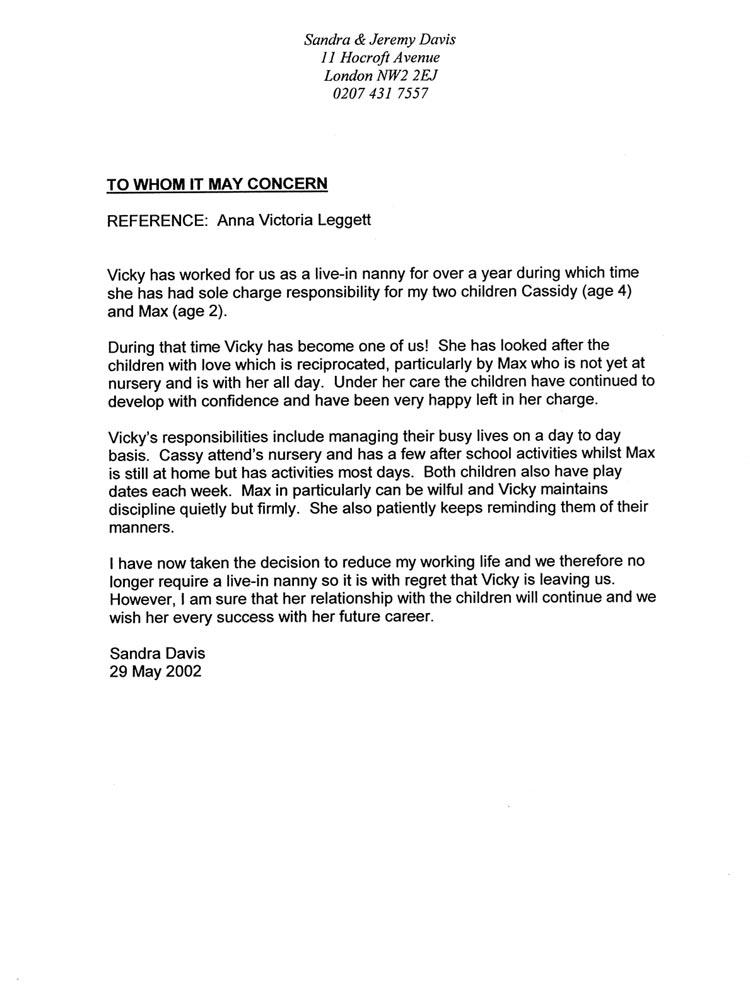 Sandra & Jeremy Davis
11 Hocroft Avenue
London NW2 2EJ
0207 431 7557
TO WHOM IT MAY CONCERN
REFERENCE:  Anna Victoria Leggett
Vicky has worked for us as a live-in nanny for over a year during which time
she has had sole charge responsibility for my two children Cassidy (age 4)
and Max (age 2).
During that time Vicky has become one of us!  She has looked after the
children with love which is reciprocated, particularly by Max who is not yet at
nursery and is with her all day.  Under her care the children have continued to
develop with confidence and have been very happy left in her charge.
Vicky's responsibilities include managing their busy lives on a day to day
basis.  Cassy attend's nursery and has a few after school activities whilst Max
is still at home but has activities most days.  Both children also have play
dates each week.  Max in particularly can be wilful and Vicky maintains
discipline quietly but firmly.  She also patiently keeps reminding them of their
manners.
I have now taken the decision to reduce my working life and we therefore no
longer require a live-in nanny so it is with regret that Vicky is leaving us.
However, I am sure that her relationship with the children will continue and we
wish her every success with her future career.
Sandra Davis
29 May 2002